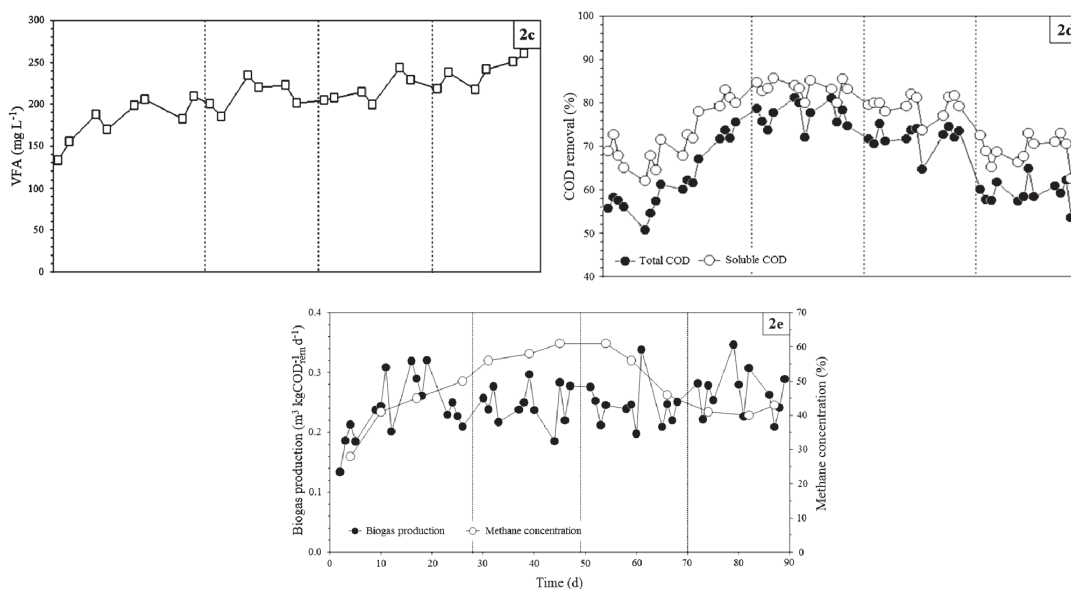 2c
VFA (mg L-1)
300
250
200
150
100
50
0
2d
COD removal (%)
100
90
80
70
60
50
40
Total COD
Soluble COD
2e
Biogas production (m³ kgCOD-1rem d-1)
0.4
0.3
0.2
0.1
0.0
Methane concentration (%)
70
60
50
40
30
20
10
0
Biogas production
Methane concentration
0 10 20 30 40 50 60 70 80 90
Time (d)